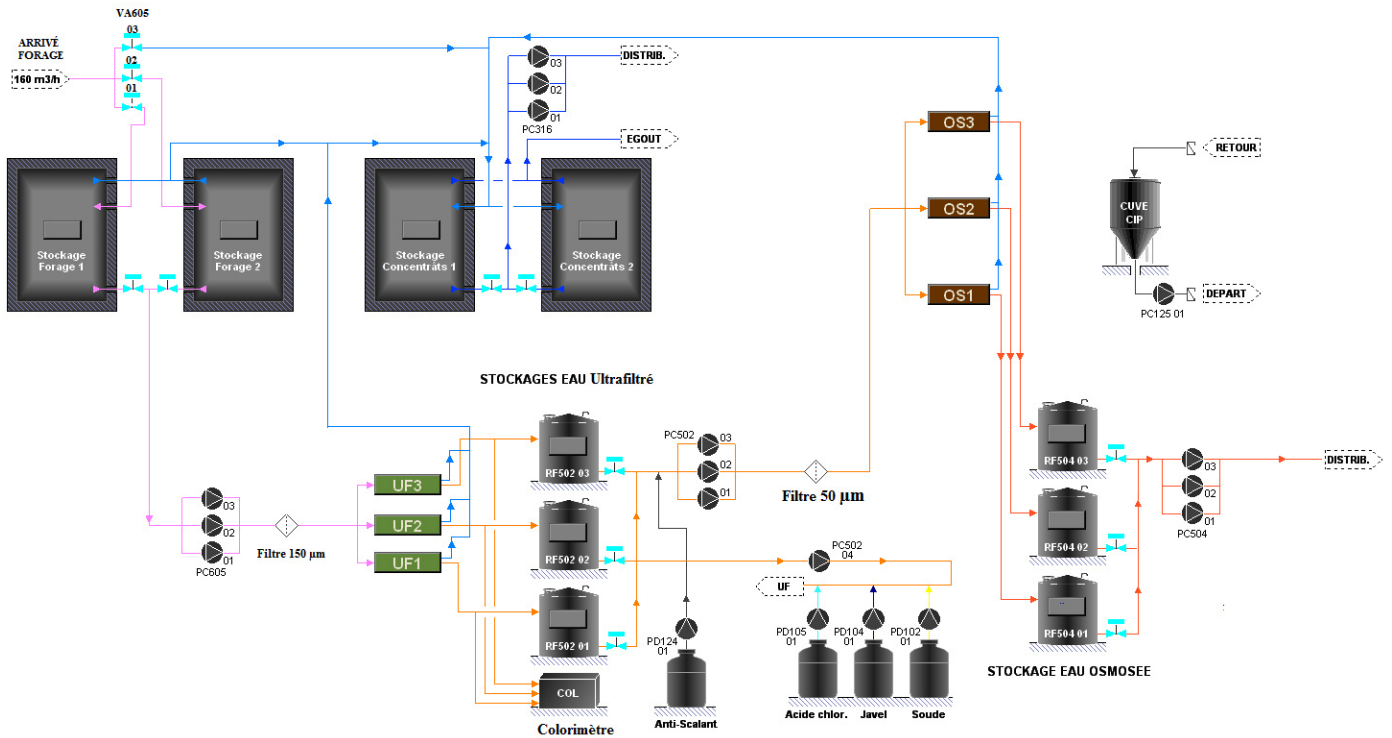 VA605
03
ARRIVÉ
FORAGE
02
160 m3/h
01
03
02
01
PC316
DISTRIB.
EGOUT
OS3
OS2
OS1
RETOUR
CUVE
CIP
DEPART
PC125 01
Stockage
Forage 1
Stockage
Forage 2
Stockage
Concentrâts 1
Stockage
Concentrâts 2
STOCKAGES EAU Ultrafiltré
RF502 03
RF502 02
RF502 01
PC502
03
02
01
Filtre 50 µm
RF504 03
RF504 02
RF504 01
03
02
01
PC504
DISTRIB.
UF3
UF2
UF1
03
02
01
PC605
Filtre 150 µm
PC502
04
UF
PD124
01
PD105
01
PD104
01
PD102
01
STOCKAGE EAU OSMOSEE
COL
Colorimètre
Anti-Scalant
Acide chlor.
Javel
Soude